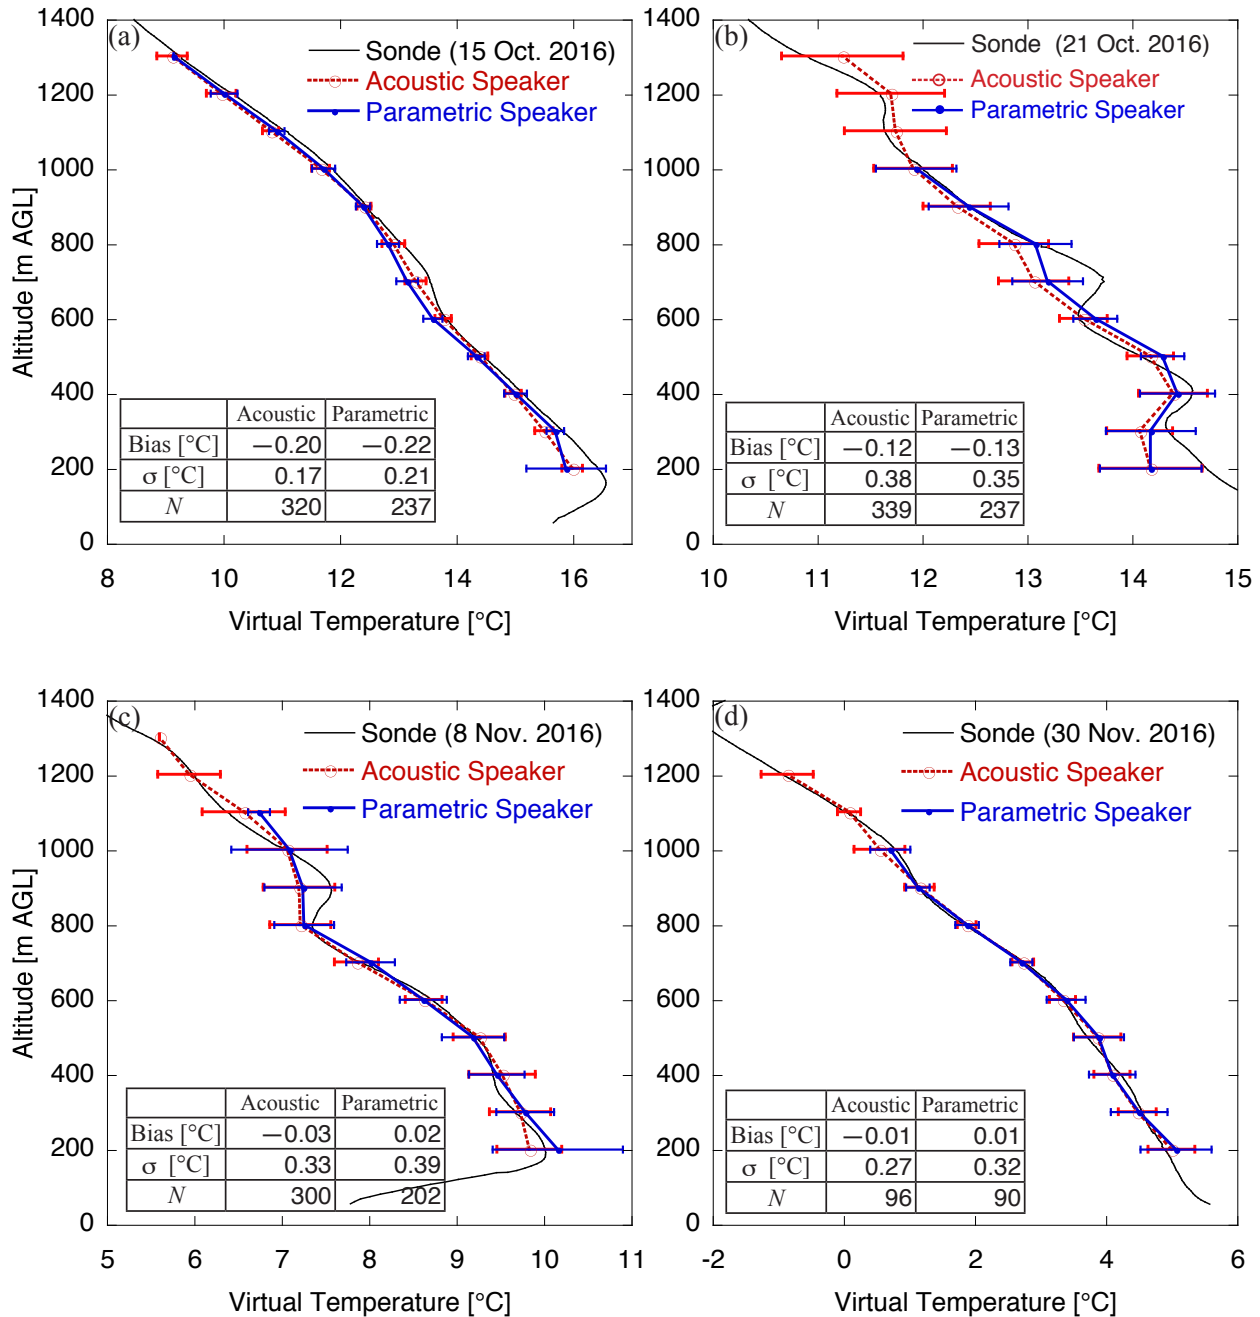 (a)
Sonde (15 Oct. 2016)
Acoustic Speaker
Parametric Speaker
1400
1200
1000
800
600
400
200
0
Altitude [m AGL]
Acoustic Parametric
Bias [°C] −0.20 −0.22
σ [°C] 0.17 0.21
N 320 237
8 10 12 14 16
Virtual Temperature [°C]
(b)
Sonde (21 Oct. 2016)
Acoustic Speaker
Parametric Speaker
1400
1200
1000
800
600
400
200
0
Acoustic Parametric
Bias [°C] −0.12 −0.13
σ [°C] 0.38 0.35
N 339 237
10 11 12 13 14 15
Virtual Temperature [°C]
(c)
Sonde (8 Nov. 2016)
Acoustic Speaker
Parametric Speaker
1400
1200
1000
800
600
400
200
0
Altitude [m AGL]
Acoustic Parametric
Bias [°C] −0.03 0.02
σ [°C] 0.33 0.39
N 300 202
5 6 7 8 9 10 11
Virtual Temperature [°C]
(d)
Sonde (30 Nov. 2016)
Acoustic Speaker
Parametric Speaker
1400
1200
1000
800
600
400
200
0
Acoustic Parametric
Bias [°C] −0.01 0.01
σ [°C] 0.27 0.32
N 96 90
-2 0 2 4 6
Virtual Temperature [°C]